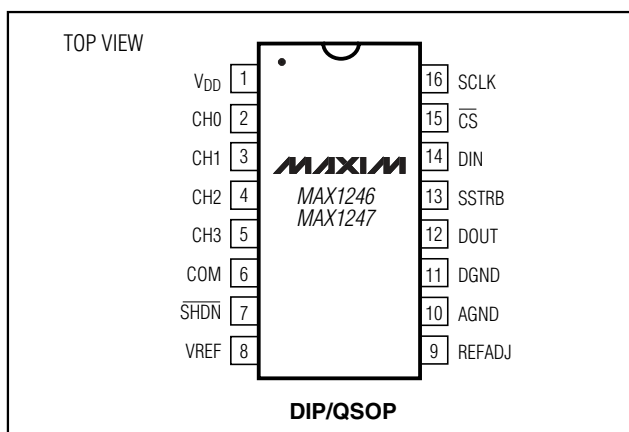 TOP VIEW
VDD 1
CH0 2
CH1 3
CH2 4
CH3 5
COM 6
SHDN 7
VREF 8
MAXIM
MAX1246
MAX1247
16 SCLK
15 CS
14 DIN
13 SSTRB
12 DOUT
11 DGND
10 AGND
9 REFADJ
DIP/QSOP